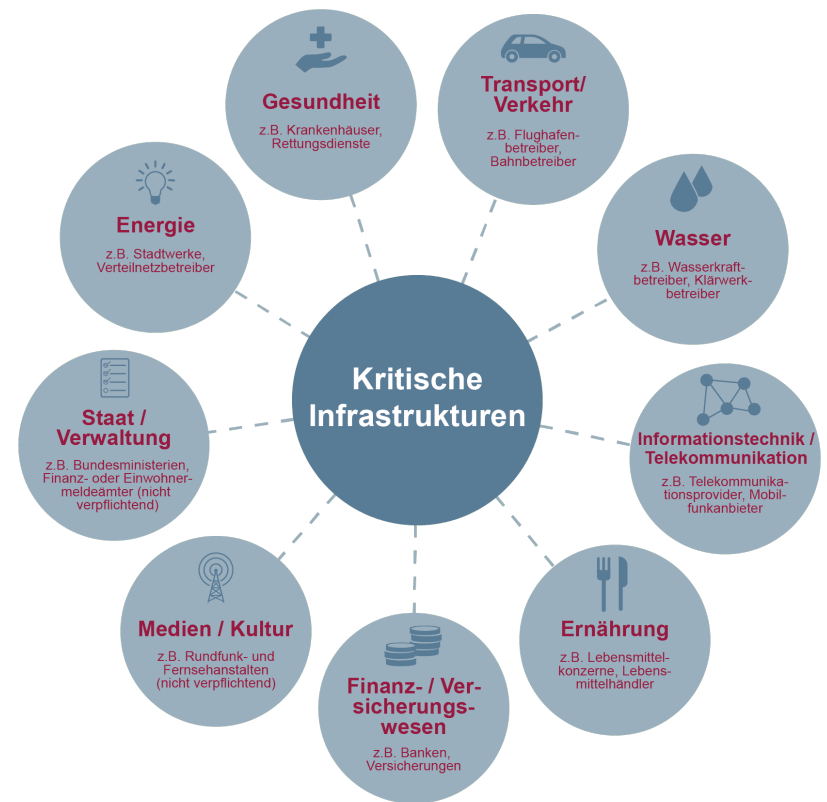 Gesundheit
z.B. Krankenhäuser,
Rettungsdienste
Transport/
Verkehr
z.B. Flughafen-
betreiber,
Bahnbetreiber
Energie
z.B. Stadtwerke,
Verteilnetzbetreiber
Wasser
z.B. Wasserkraft-
betreiber, Klärwerk-
betreiber
Kritische
Infrastrukturen
Staat /
Verwaltung
z.B. Bundesministerien,
Finanz- oder Einwohner-
meldeämter (nicht
verpflichtend)
Informationstechnik /
Telekommunikation
z.B. Telekommunika-
tionsprovider, Mobil-
funkanbieter
Medien / Kultur
z.B. Rundfunk- und
Fernsehanstalten
(nicht verpflichtend)
Ernährung
z.B. Lebensmittel-
konzerne, Lebens-
mittelhändler
Finanz- / Ver-
sicherungs-
wesen
z.B. Banken,
Versicherungen